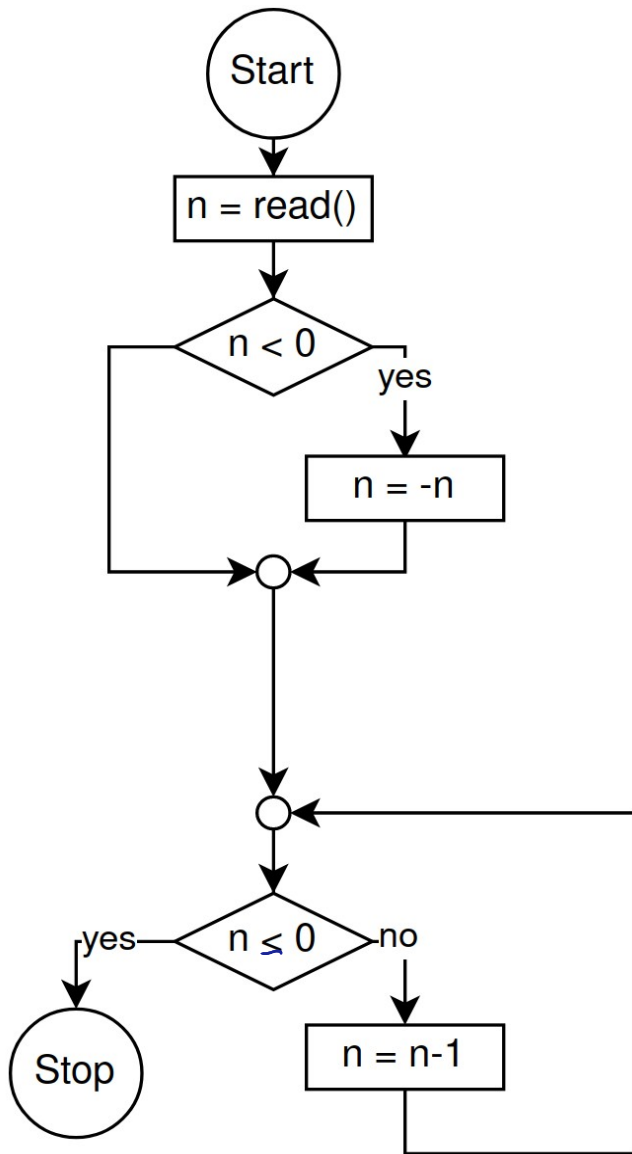 Start
n = read()
n < 0
yes
n = -n
n ≤ 0
yes
no
n = n-1
Stop